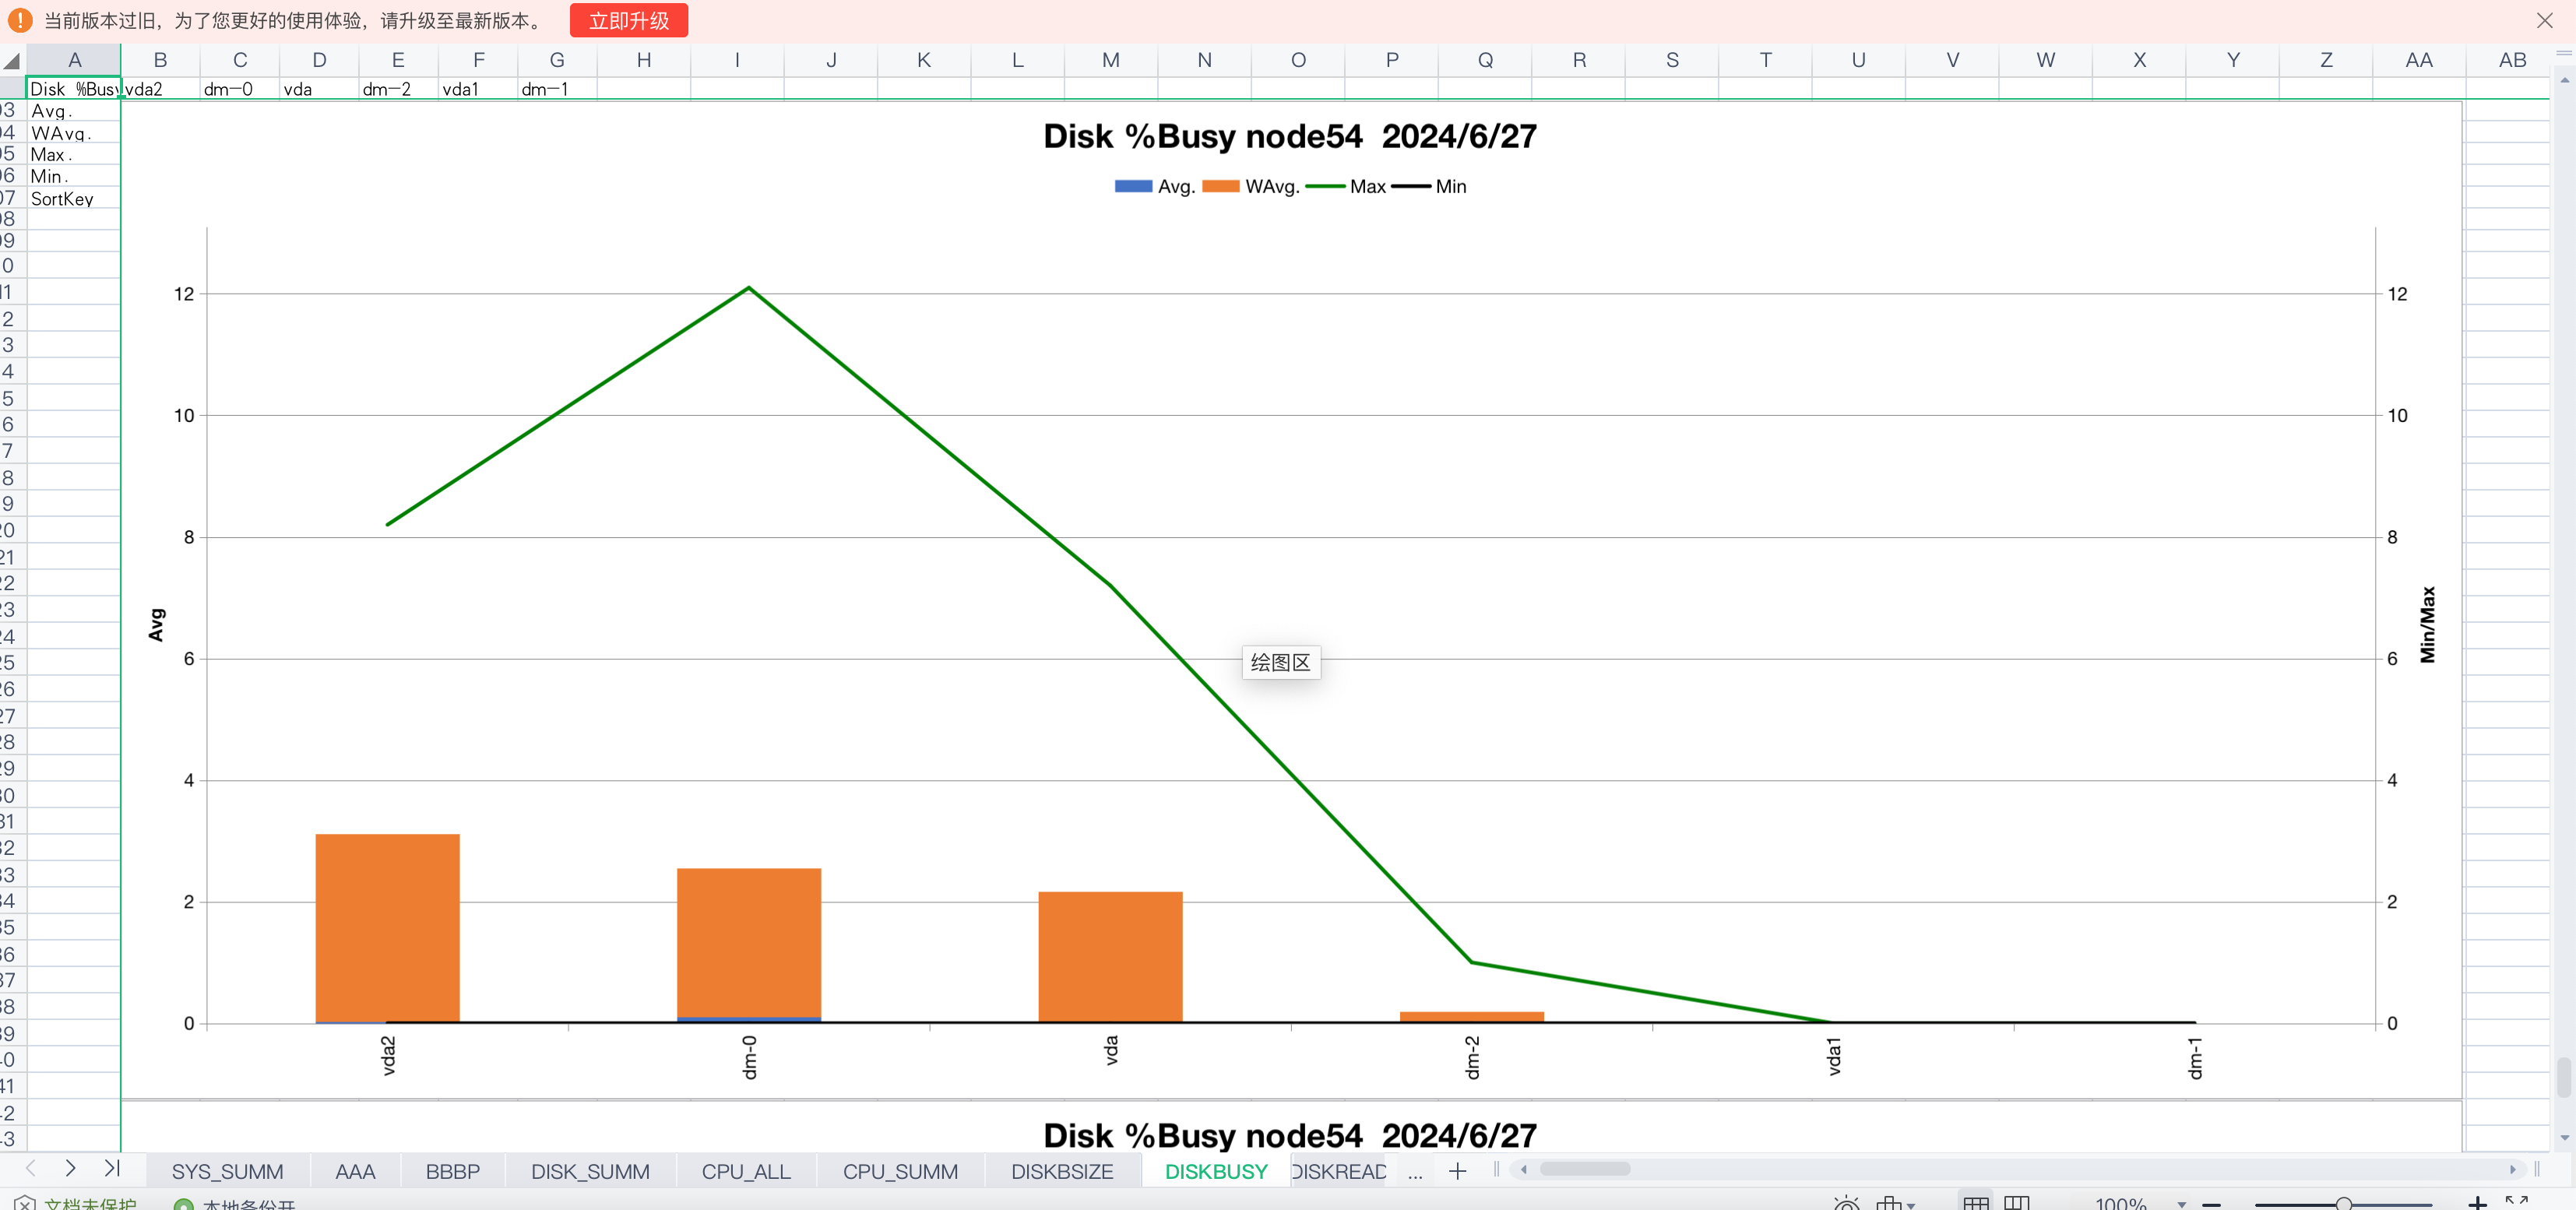 当前版本过旧，为了您更好的使用体验，请升级至最新版本。 立即升级
A B C D E F G H I J K L M N O P Q R S T U V W X Y Z AA AB
Disk %Busy vda2 dm-0 vda dm-2 vda1 dm-1
Avg.
WAvg.
Max.
Min.
SortKey
Disk %Busy node54 2024/6/27
Avg. WAvg. Max Min
12 12
10 10
8 8
6 6
4 4
2 2
0 0
Avg
Min/Max
绘图区
vda2 dm-0 vda dm-2 vda1 dm-1
Disk %Busy node54 2024/6/27
SYS_SUMM AAA BBBP DISK_SUMM CPU_ALL CPU_SUMM DISKBSIZE DISKBUSY DISKREAD ...
文档未保护 本地备份开 100%